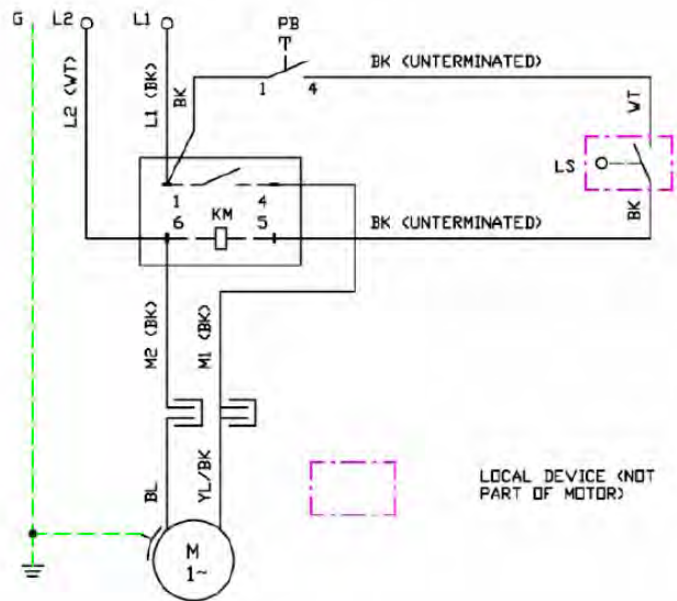 G L2 L1 PB
BK (UNTERMINATED)
L2 (WT)
L1 (BK)
BK
1 4
WT
LS
1 4
6 KM 5
BK (UNTERMINATED)
BK
M2 (BK)
M1 (BK)
BL
YL/BK
LOCAL DEVICE (NOT
PART OF MOTOR)
M
1~